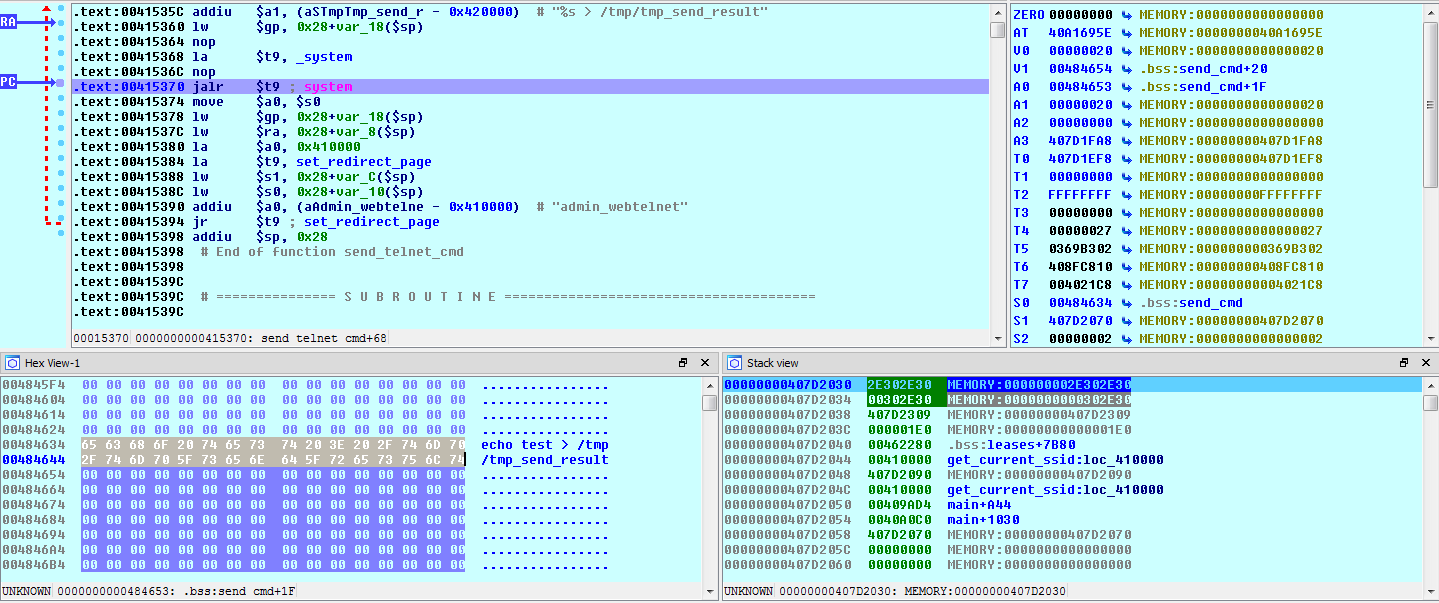 RA
PC
.text:0041535C addiu $a1, (aSTmpTmp_send_r - 0x420000) # "%s > /tmp/tmp_send_result"
.text:00415360 lw $gp, 0x28+var_18($sp)
.text:00415364 nop
.text:00415368 la $t9, _system
.text:0041536C nop
.text:00415370 jalr $t9 ; system
.text:00415374 move $a0, $s0
.text:00415378 lw $gp, 0x28+var_18($sp)
.text:0041537C lw $ra, 0x28+var_8($sp)
.text:00415380 la $a0, 0x410000
.text:00415384 la $t9, set_redirect_page
.text:00415388 lw $s1, 0x28+var_C($sp)
.text:0041538C lw $s0, 0x28+var_10($sp)
.text:00415390 addiu $a0, (aAdmin_webtelne - 0x410000) # "admin_webtelnet"
.text:00415394 jr $t9 ; set_redirect_page
.text:00415398 addiu $sp, 0x28
.text:00415398 # End of function send_telnet_cmd
.text:00415398
.text:0041539C
.text:0041539C # =============== S U B R O U T I N E =======================================
.text:0041539C
00015370 0000000000415370: send telnet cmd+68
ZERO 00000000 MEMORY:0000000000000000
AT 40A1695E MEMORY:0000000040A1695E
V0 00000020 MEMORY:0000000000000020
V1 00484654 .bss:send_cmd+20
A0 00484653 .bss:send_cmd+1F
A1 00000020 MEMORY:0000000000000020
A2 00000000 MEMORY:0000000000000000
A3 407D1FA8 MEMORY:00000000407D1FA8
T0 407D1EF8 MEMORY:00000000407D1EF8
T1 00000000 MEMORY:0000000000000000
T2 FFFFFFFF MEMORY:00000000FFFFFFFF
T3 00000000 MEMORY:0000000000000000
T4 00000027 MEMORY:0000000000000027
T5 0369B302 MEMORY:000000000369B302
T6 408FC810 MEMORY:00000000408FC810
T7 004021C8 MEMORY:00000000004021C8
S0 00484634 .bss:send_cmd
S1 407D2070 MEMORY:00000000407D2070
S2 00000002 MEMORY:0000000000000002
Hex View-1
004845F4 00 00 00 00 00 00 00 00 00 00 00 00 00 00 00 00 ................
00484604 00 00 00 00 00 00 00 00 00 00 00 00 00 00 00 00 ................
00484614 00 00 00 00 00 00 00 00 00 00 00 00 00 00 00 00 ................
00484624 00 00 00 00 00 00 00 00 00 00 00 00 00 00 00 00 ................
00484634 65 63 68 6F 20 74 65 73 74 20 3E 20 2F 74 6D 70 echo test > /tmp
00484644 2F 74 6D 70 5F 73 65 6E 64 5F 72 65 73 75 6C 74 /tmp_send_result
00484654 00 00 00 00 00 00 00 00 00 00 00 00 00 00 00 00 ................
00484664 00 00 00 00 00 00 00 00 00 00 00 00 00 00 00 00 ................
00484674 00 00 00 00 00 00 00 00 00 00 00 00 00 00 00 00 ................
00484684 00 00 00 00 00 00 00 00 00 00 00 00 00 00 00 00 ................
00484694 00 00 00 00 00 00 00 00 00 00 00 00 00 00 00 00 ................
004846A4 00 00 00 00 00 00 00 00 00 00 00 00 00 00 00 00 ................
004846B4 00 00 00 00 00 00 00 00 00 00 00 00 00 00 00 00 ................
UNKNOWN 0000000000484653: .bss:send cmd+1F
Stack view
00000000407D2030 2E302E30 MEMORY:000000002E302E30
00000000407D2034 00302E30 MEMORY:0000000000302E30
00000000407D2038 407D2309 MEMORY:00000000407D2309
00000000407D203C 000001E0 MEMORY:00000000000001E0
00000000407D2040 00462280 .bss:leases+7B80
00000000407D2044 00410000 get_current_ssid:loc_410000
00000000407D2048 407D2090 MEMORY:00000000407D2090
00000000407D204C 00410000 get_current_ssid:loc_410000
00000000407D2050 00409AD4 main+A44
00000000407D2054 0040A0C0 main+1030
00000000407D2058 407D2070 MEMORY:00000000407D2070
00000000407D205C 00000000 MEMORY:0000000000000000
00000000407D2060 00000000 MEMORY:0000000000000000
UNKNOWN 00000000407D2030: MEMORY:00000000407D2030